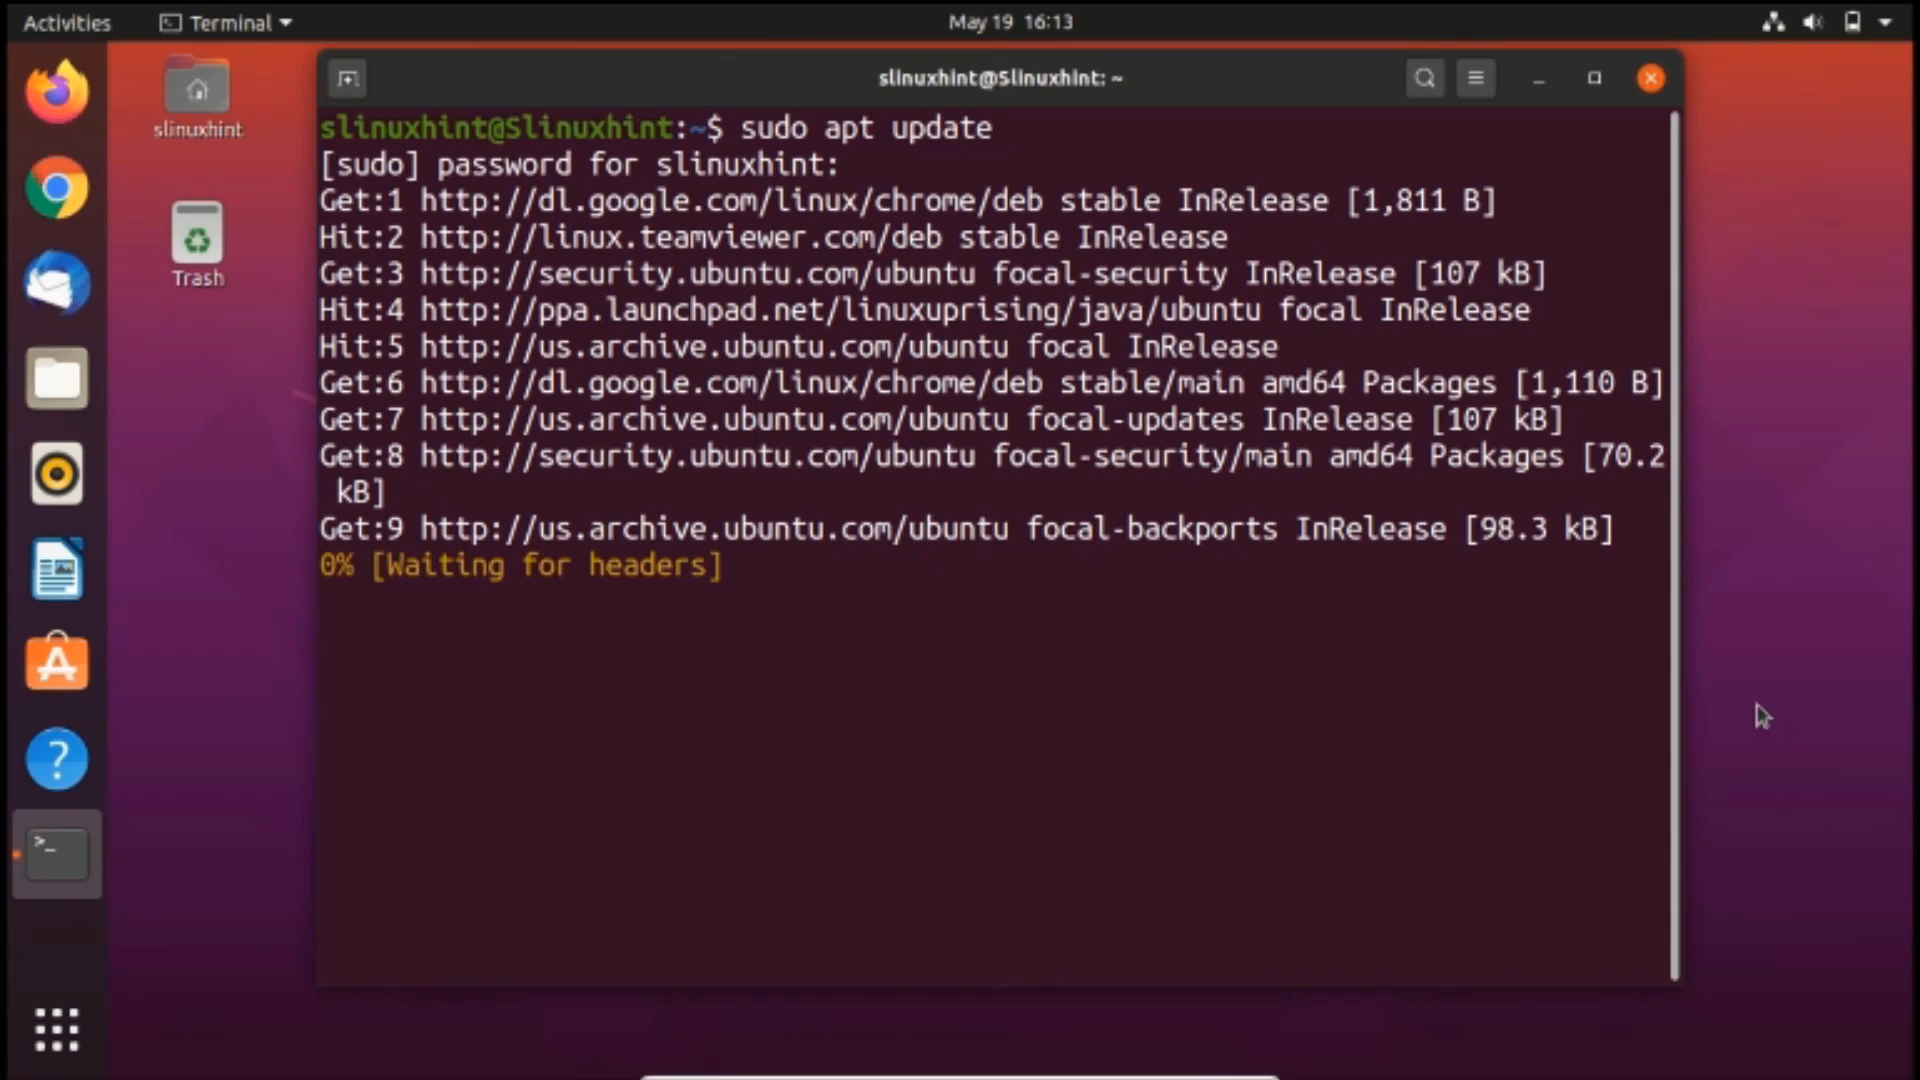 Activities
Terminal
May 19 16:13
slinuxhint
Trash
slinuxhint@Slinuxhint: ~
slinuxhint@Slinuxhint:~$ sudo apt update
[sudo] password for slinuxhint:
Get:1 http://dl.google.com/linux/chrome/deb stable InRelease [1,811 B]
Hit:2 http://linux.teamviewer.com/deb stable InRelease
Get:3 http://security.ubuntu.com/ubuntu focal-security InRelease [107 kB]
Hit:4 http://ppa.launchpad.net/linuxuprising/java/ubuntu focal InRelease
Hit:5 http://us.archive.ubuntu.com/ubuntu focal InRelease
Get:6 http://dl.google.com/linux/chrome/deb stable/main amd64 Packages [1,110 B]
Get:7 http://us.archive.ubuntu.com/ubuntu focal-updates InRelease [107 kB]
Get:8 http://security.ubuntu.com/ubuntu focal-security/main amd64 Packages [70.2
kB]
Get:9 http://us.archive.ubuntu.com/ubuntu focal-backports InRelease [98.3 kB]
0% [Waiting for headers]